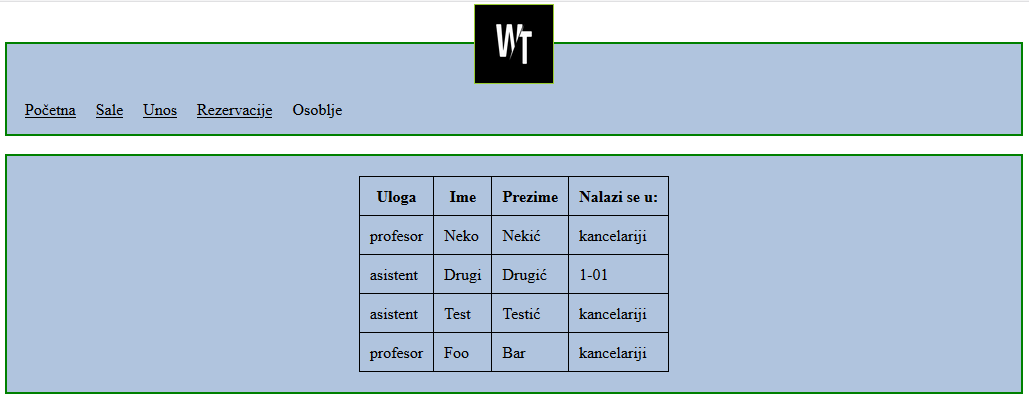 WT
Početna Sale Unos Rezervacije Osoblje
Uloga Ime Prezime Nalazi se u:
profesor Neko Nekić kancelariji
asistent Drugi Drugić 1-01
asistent Test Testić kancelariji
profesor Foo Bar kancelariji